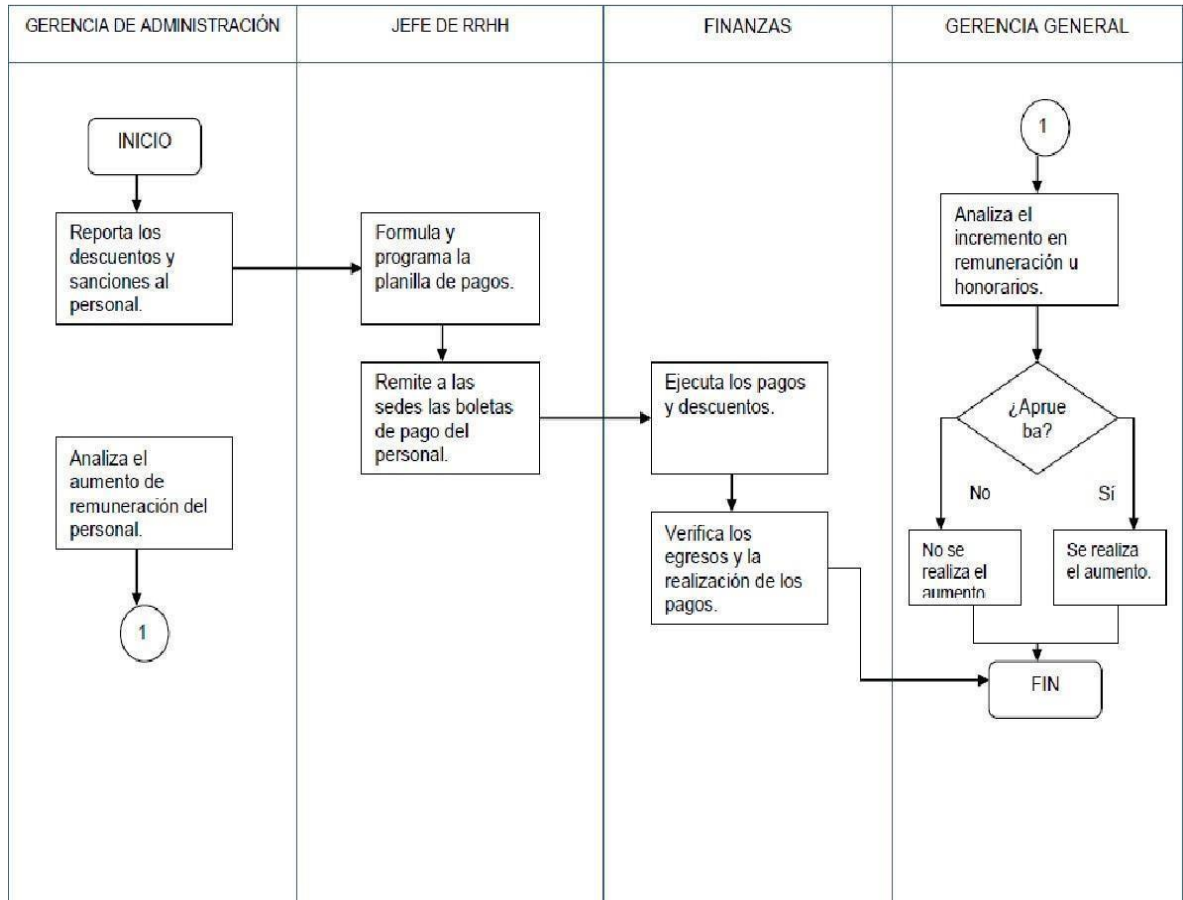 GERENCIA DE ADMINISTRACIÓN
JEFE DE RRHH
FINANZAS
GERENCIA GENERAL
INICIO
Reporta los
descuentos y
sanciones al
personal.
Analiza el
aumento de
remuneración del
personal.
1
Formula y
programa la
planilla de pagos.
Remite a las
sedes las boletas
de pago del
personal.
Ejecuta los pagos
y descuentos.
Verifica los
egresos y la
realización de los
pagos.
1
Analiza el
incremento en
remuneración u
honorarios.
¿Aprue
ba?
No
Sí
No se
realiza el
aumento
Se realiza
el aumento.
FIN